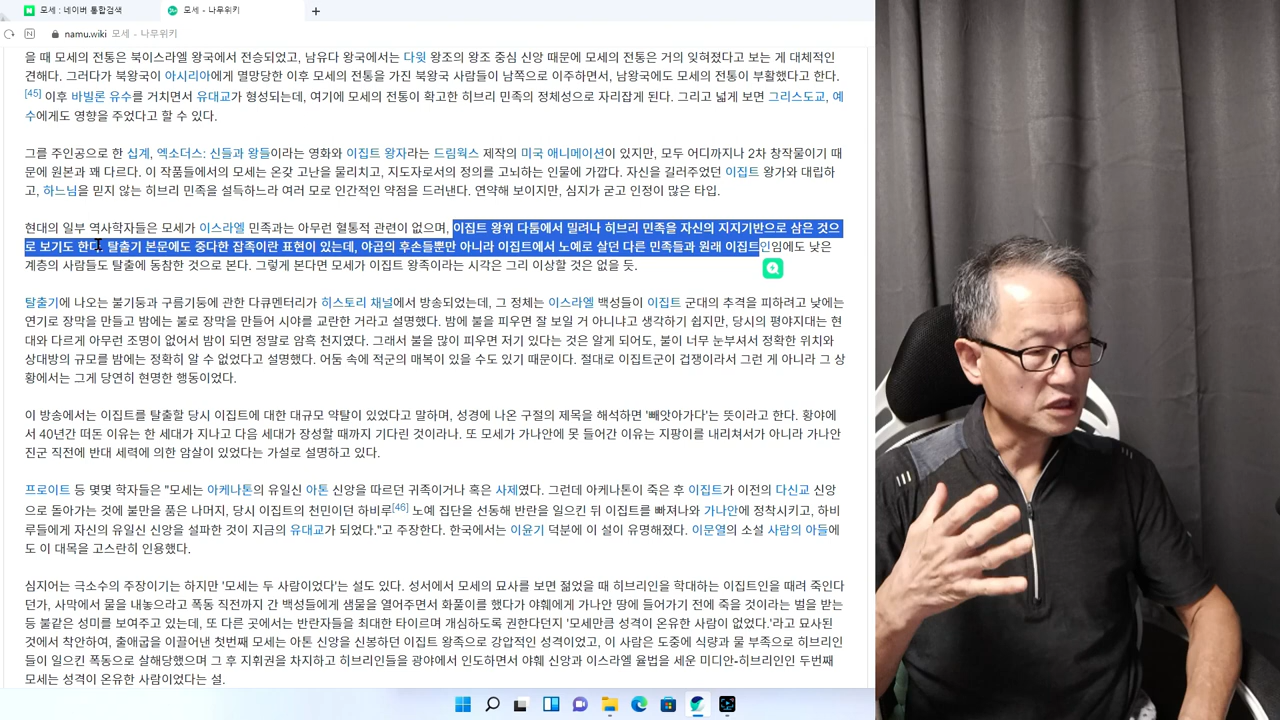 모세 : 네이버 통합검색
모세 - 나무위키
namu.wiki 모세 - 나무위키
을 때 모세의 전통은 북이스라엘 왕국에서 전승되었고, 남유다 왕국에서는 다윗 왕조의 왕조 중심 신앙 때문에 모세의 전통은 거의 잊혀졌다고 보는 게 대체적인
견해다. 그러다가 북왕국이 아시리아에게 멸망당한 이후 모세의 전통을 가진 북왕국 사람들이 남쪽으로 이주하면서, 남왕국에도 모세의 전통이 부활했다고 한다.
[45] 이후 바빌론 유수를 거치면서 유대교가 형성되는데, 여기에 모세의 전통이 확고한 히브리 민족의 정체성으로 자리잡게 된다. 그리고 넓게 보면 그리스도교, 예
수에게도 영향을 주었다고 할 수 있다.
그를 주인공으로 한 십계, 엑소더스: 신들과 왕들이라는 영화와 이집트 왕자라는 드림웍스 제작의 미국 애니메이션이 있지만, 모두 어디까지나 2차 창작물이기 때
문에 원본과 꽤 다르다. 이 작품들에서의 모세는 온갖 고난을 물리치고, 지도자로서의 정의를 고뇌하는 인물에 가깝다. 자신을 길러주었던 이집트 왕가와 대립하
고, 하느님을 믿지 않는 히브리 민족을 설득하느라 여러 모로 인간적인 약점을 드러낸다. 연약해 보이지만, 심지가 굳고 인정이 많은 타입.
현대의 일부 역사학자들은 모세가 이스라엘 민족과는 아무런 혈통적 관련이 없으며, 이집트 왕위 다툼에서 밀려나 히브리 민족을 자신의 지지기반으로 삼은 것으
로 보기도 한다. 탈출기 본문에도 중다한 잡족이란 표현이 있는데, 야곱의 후손들뿐만 아니라 이집트에서 노예로 살던 다른 민족들과 원래 이집트인임에도 낮은
계층의 사람들도 탈출에 동참한 것으로 본다. 그렇게 본다면 모세가 이집트 왕족이라는 시각은 그리 이상할 것은 없을 듯.
탈출기에 나오는 불기둥과 구름기둥에 관한 다큐멘터리가 히스토리 채널에서 방송되었는데, 그 정체는 이스라엘 백성들이 이집트 군대의 추격을 피하려고 낮에는
연기로 장막을 만들고 밤에는 불로 장막을 만들어 시야를 교란한 거라고 설명했다. 밤에 불을 피우면 잘 보일 거 아니냐고 생각하기 쉽지만, 당시의 평야지대는 현
대와 다르게 아무런 조명이 없어서 밤이 되면 정말로 암흑 천지였다. 그래서 불을 많이 피우면 저기 있다는 것은 알게 되어도, 불이 너무 눈부셔서 정확한 위치와
상대방의 규모를 밤에는 정확히 알 수 없었다고 설명했다. 어둠 속에 적군의 매복이 있을 수도 있기 때문이다. 절대로 이집트군이 겁쟁이라서 그런 게 아니라 그 상
황에서는 그게 당연히 현명한 행동이었다.
이 방송에서는 이집트를 탈출할 당시 이집트에 대한 대규모 약탈이 있었다고 말하며, 성경에 나온 구절의 제목을 해석하면 '빼앗아가다'는 뜻이라고 한다. 황야에
서 40년간 떠돈 이유는 한 세대가 지나고 다음 세대가 장성할 때까지 기다린 것이라나. 또 모세가 가나안에 못 들어간 이유는 지팡이를 내리쳐서가 아니라 가나안
진군 직전에 반대 세력에 의한 암살이 있었다는 가설로 설명하고 있다.
프로이트 등 몇몇 학자들은 "모세는 아케나톤의 유일신 아톤 신앙을 따르던 귀족이거나 혹은 사제였다. 그런데 아케나톤이 죽은 후 이집트가 이전의 다신교 신앙
으로 돌아가는 것에 불만을 품은 나머지, 당시 이집트의 천민이던 하비루[46] 노예 집단을 선동해 반란을 일으킨 뒤 이집트를 빠져나와 가나안에 정착시키고, 하비
루들에게 자신의 유일신 신앙을 설파한 것이 지금의 유대교가 되었다."고 주장한다. 한국에서는 이윤기 덕분에 이 설이 유명해졌다. 이문열의 소설 사람의 아들에
도 이 대목을 고스란히 인용했다.
심지어는 극소수의 주장이기는 하지만 '모세는 두 사람이었다'는 설도 있다. 성서에서 모세의 묘사를 보면 젊었을 때 히브리인을 학대하는 이집트인을 때려 죽인다
던가, 사막에서 물을 내놓으라고 폭동 직전까지 간 백성들에게 샘물을 열어주면서 화풀이를 했다가 야훼에게 가나안 땅에 들어가기 전에 죽을 것이라는 벌을 받는
등 불같은 성미를 보여주고 있는데, 또 다른 곳에서는 반란자들을 최대한 타이르며 개심하도록 권한다던지 '모세만큼 성격이 온유한 사람이 없었다.'라고 묘사된
것에서 착안하여, 출애굽을 이끌어낸 첫번째 모세는 아톤 신앙을 신봉하던 이집트 왕족으로 강압적인 성격이었고, 이 사람은 도중에 식량과 물 부족으로 히브리인
들이 일으킨 폭동으로 살해당했으며 그 후 지휘권을 차지하고 히브리인들을 광야에서 인도하면서 야훼 신앙과 이스라엘 율법을 세운 미디안-히브리인인 두번째
모세는 성격이 온유한 사람이었다는 설.